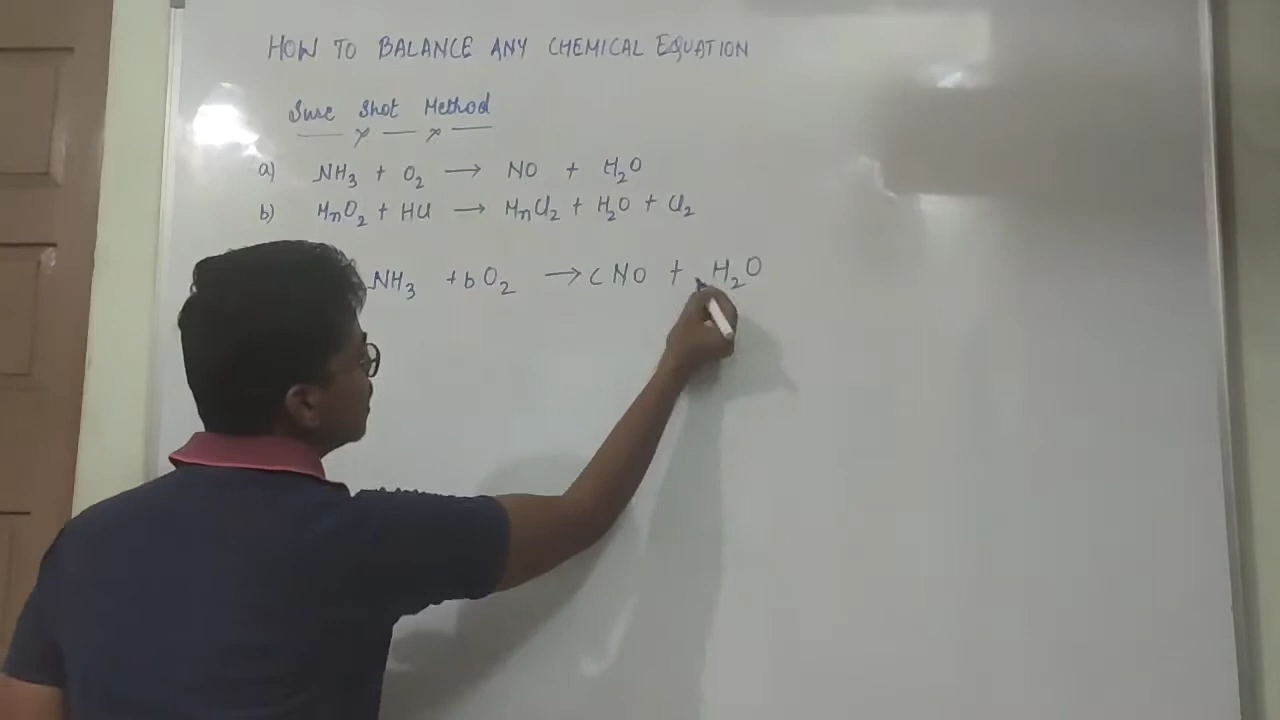 HOW TO BALANCE ANY CHEMICAL EQUATION
Sure Shot Method
a) NH₃ + O₂ → NO + H₂O
b) MnO₂ + HCl → MnCl₂ + H₂O + Cl₂
NH₃ + b O₂ → c NO + H₂O